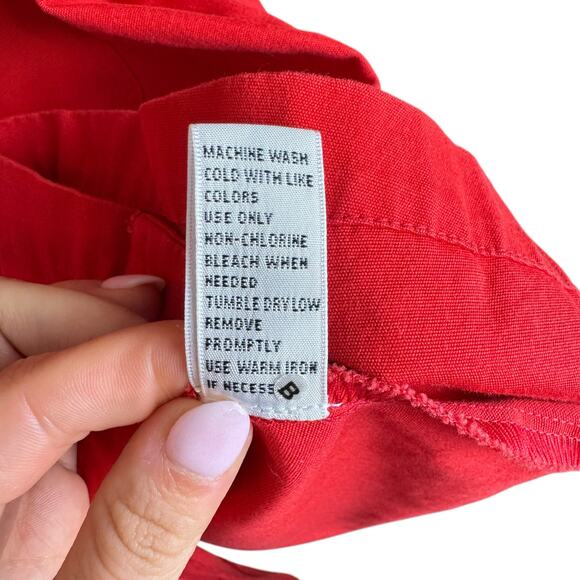 MACHINE WASH
COLD WITH LIKE
COLORS
USE ONLY
NON-CHLORINE
BLEACH WHEN
NEEDED
TUMBLE DRY LOW
REMOVE
PROMPTLY
USE WARM IRON
IF NECESS B